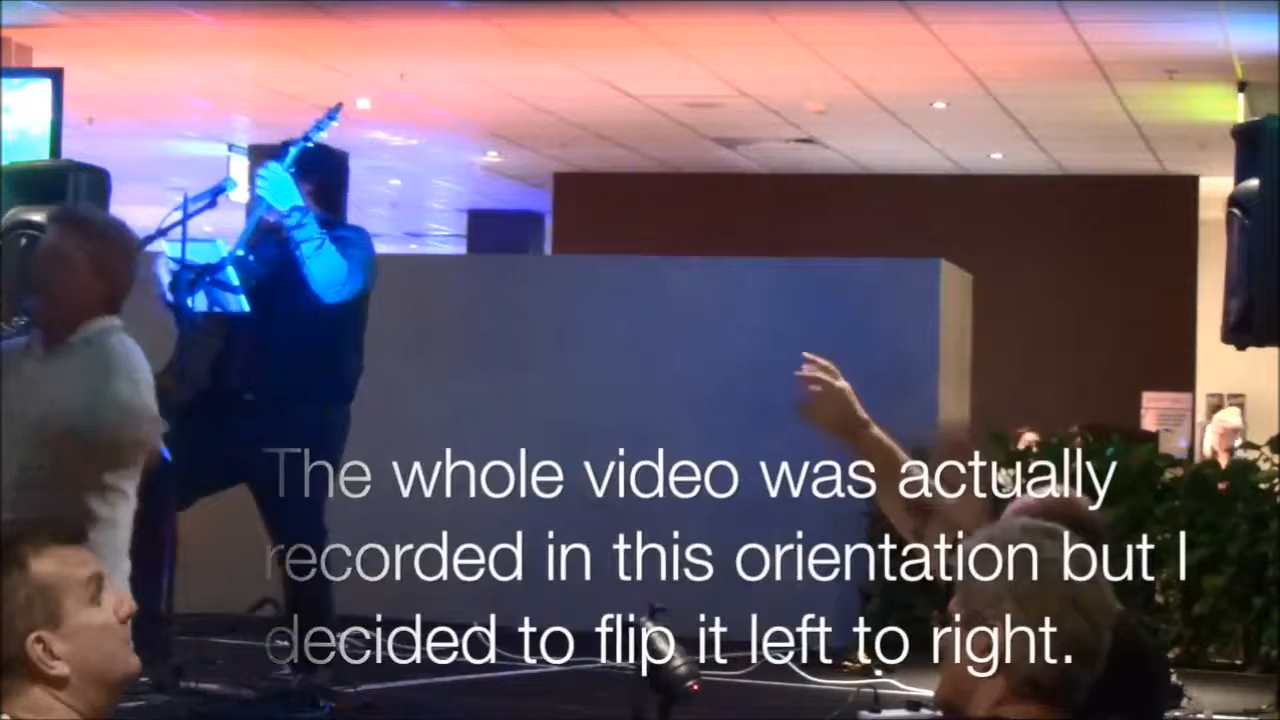 The whole video was actually
recorded in this orientation but I
decided to flip it left to right.